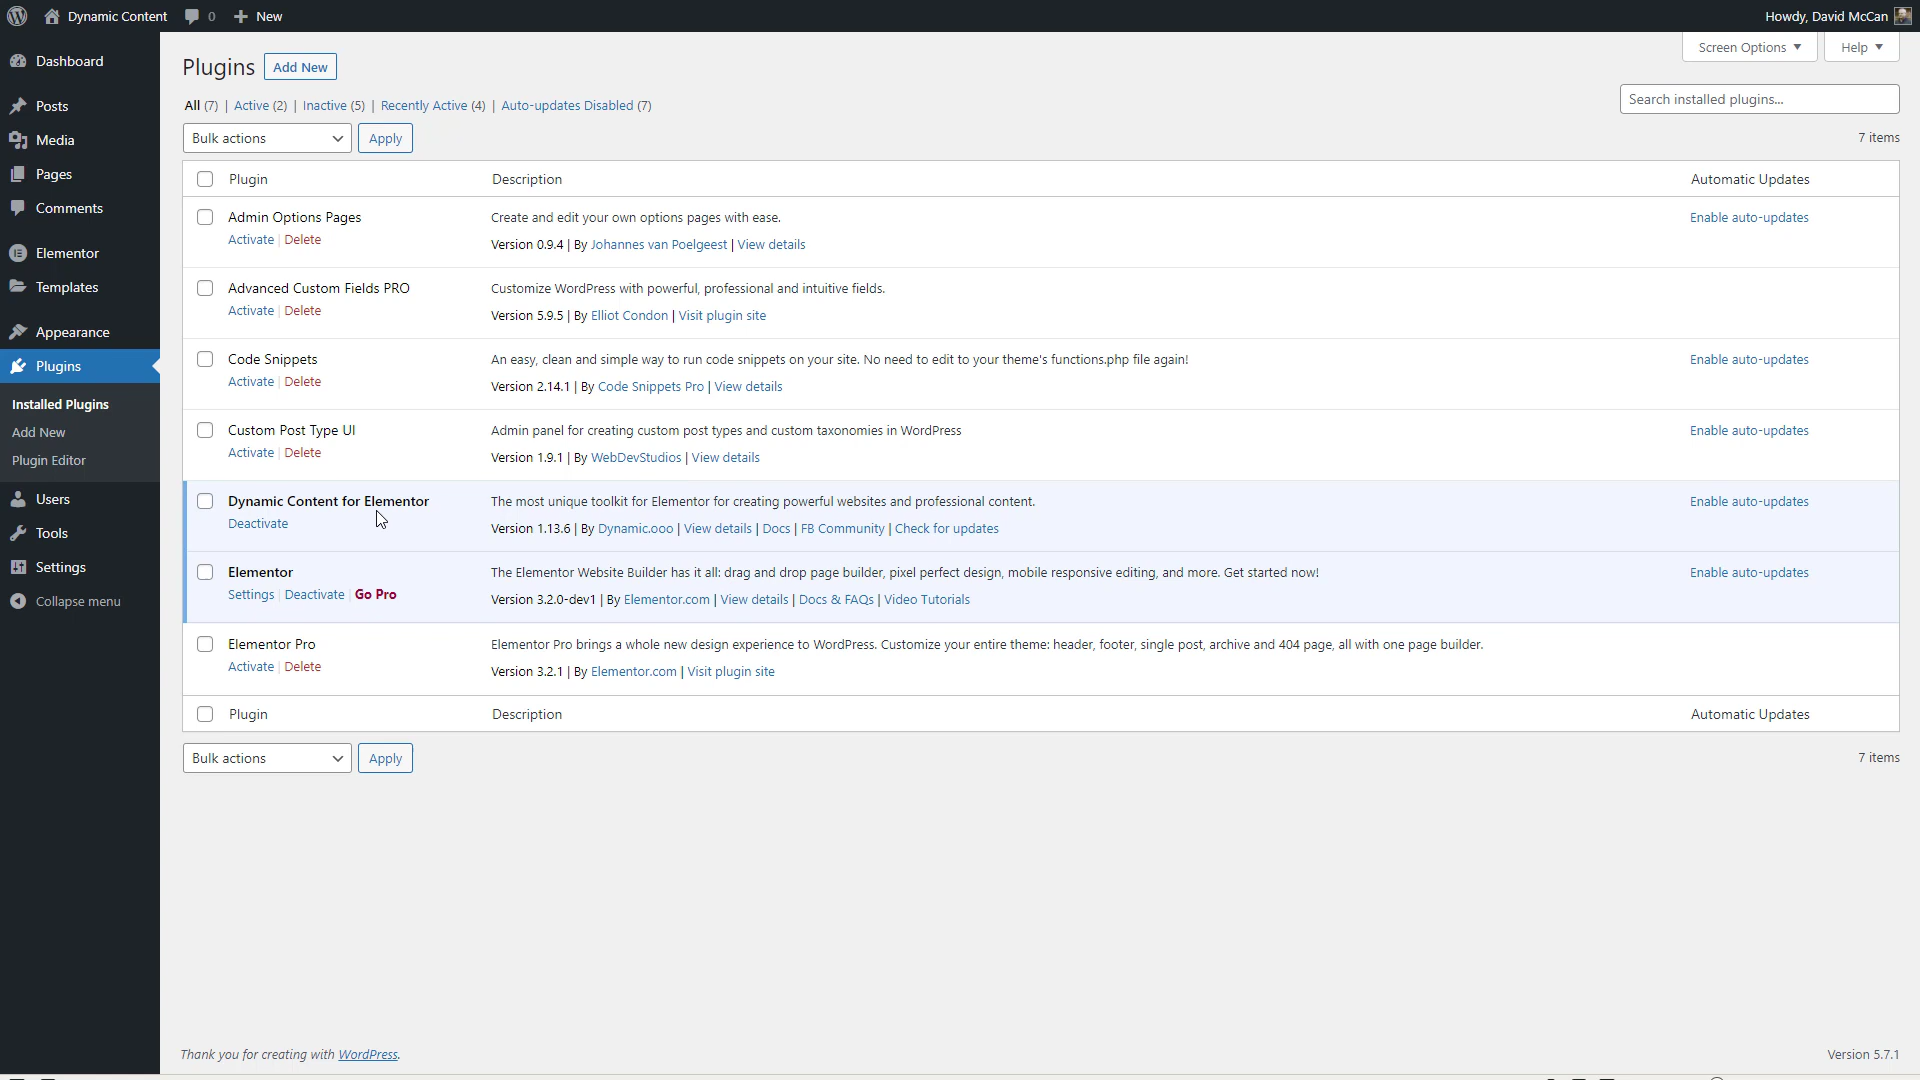 Dynamic Content 0 New Howdy, David McCan
Screen Options Help
Dashboard
Posts
Media
Pages
Comments
Elementor
Templates
Appearance
Plugins
Installed Plugins
Add New
Plugin Editor
Users
Tools
Settings
Collapse menu
Plugins Add New
All (7) | Active (2) | Inactive (5) | Recently Active (4) | Auto-updates Disabled (7)
Search installed plugins...
Bulk actions Apply 7 items
Plugin Description Automatic Updates
Admin Options Pages Create and edit your own options pages with ease. Enable auto-updates
Activate | Delete Version 0.9.4 | By Johannes van Poelgeest | View details
Advanced Custom Fields PRO Customize WordPress with powerful, professional and intuitive fields.
Activate | Delete Version 5.9.5 | By Elliot Condon | Visit plugin site
Code Snippets An easy, clean and simple way to run code snippets on your site. No need to edit to your theme's functions.php file again! Enable auto-updates
Activate | Delete Version 2.14.1 | By Code Snippets Pro | View details
Custom Post Type UI Admin panel for creating custom post types and custom taxonomies in WordPress Enable auto-updates
Activate | Delete Version 1.9.1 | By WebDevStudios | View details
Dynamic Content for Elementor The most unique toolkit for Elementor for creating powerful websites and professional content. Enable auto-updates
Deactivate Version 1.13.6 | By Dynamic.ooo | View details | Docs | FB Community | Check for updates
Elementor The Elementor Website Builder has it all: drag and drop page builder, pixel perfect design, mobile responsive editing, and more. Get started now! Enable auto-updates
Settings | Deactivate | Go Pro Version 3.2.0-dev1 | By Elementor.com | View details | Docs & FAQs | Video Tutorials
Elementor Pro Elementor Pro brings a whole new design experience to WordPress. Customize your entire theme: header, footer, single post, archive and 404 page, all with one page builder.
Activate | Delete Version 3.2.1 | By Elementor.com | Visit plugin site
Plugin Description Automatic Updates
Bulk actions Apply 7 items
Thank you for creating with WordPress. Version 5.7.1